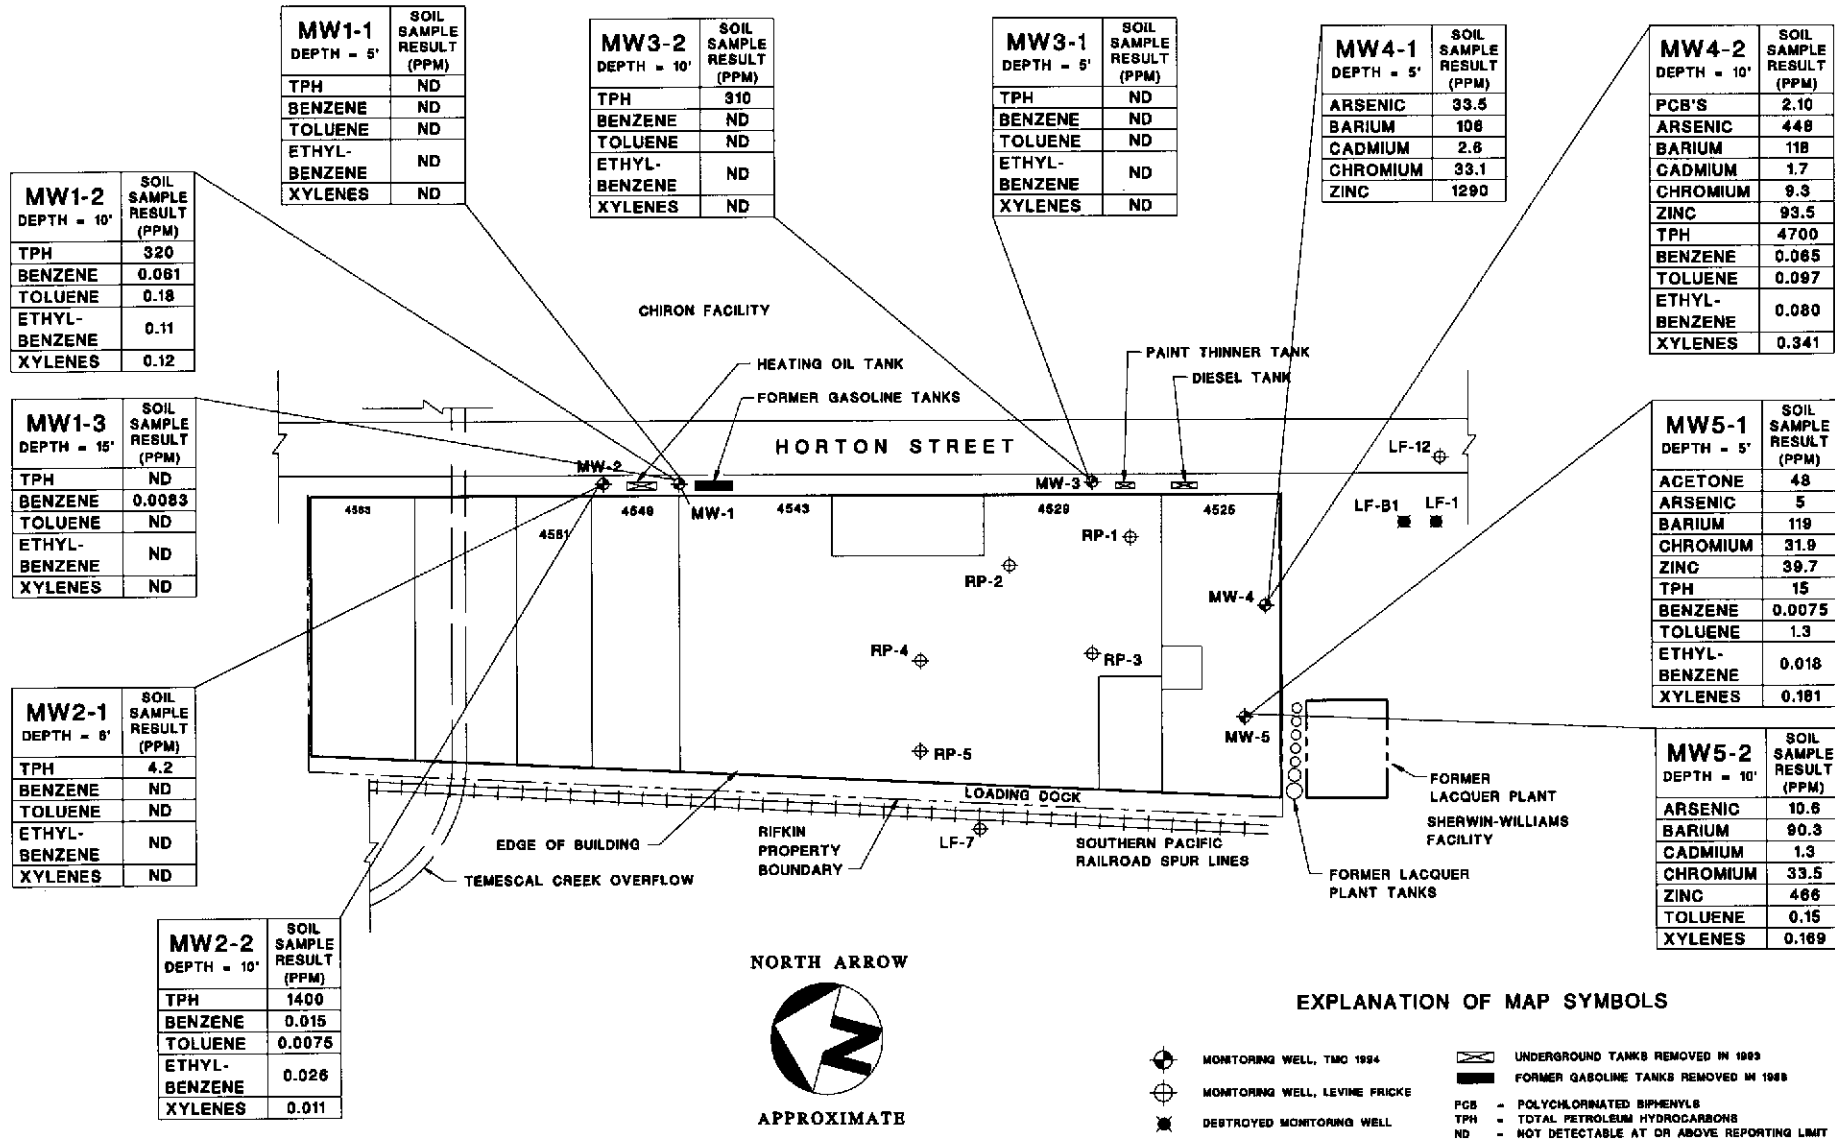 MW1-1 DEPTH = 5' SOIL SAMPLE RESULT (PPM)
TPH ND
BENZENE ND
TOLUENE ND
ETHYL-BENZENE ND
XYLENES ND
MW3-2 DEPTH = 10' SOIL SAMPLE RESULT (PPM)
TPH 310
BENZENE ND
TOLUENE ND
ETHYL-BENZENE ND
XYLENES ND
MW3-1 DEPTH = 5' SOIL SAMPLE RESULT (PPM)
TPH ND
BENZENE ND
TOLUENE ND
ETHYL-BENZENE ND
XYLENES ND
MW4-1 DEPTH = 5' SOIL SAMPLE RESULT (PPM)
ARSENIC 33.5
BARIUM 106
CADMIUM 2.6
CHROMIUM 33.1
ZINC 1290
MW4-2 DEPTH = 10' SOIL SAMPLE RESULT (PPM)
PCB'S 2.10
ARSENIC 448
BARIUM 118
CADMIUM 1.7
CHROMIUM 9.3
ZINC 93.5
TPH 4700
BENZENE 0.065
TOLUENE 0.097
ETHYL-BENZENE 0.080
XYLENES 0.341
MW1-2 DEPTH = 10' SOIL SAMPLE RESULT (PPM)
TPH 320
BENZENE 0.061
TOLUENE 0.18
ETHYL-BENZENE 0.11
XYLENES 0.12
MW1-3 DEPTH = 15' SOIL SAMPLE RESULT (PPM)
TPH ND
BENZENE 0.0083
TOLUENE ND
ETHYL-BENZENE ND
XYLENES ND
MW2-1 DEPTH = 6' SOIL SAMPLE RESULT (PPM)
TPH 4.2
BENZENE ND
TOLUENE ND
ETHYL-BENZENE ND
XYLENES ND
MW2-2 DEPTH = 10' SOIL SAMPLE RESULT (PPM)
TPH 1400
BENZENE 0.015
TOLUENE 0.0075
ETHYL-BENZENE 0.026
XYLENES 0.011
MW5-1 DEPTH = 5' SOIL SAMPLE RESULT (PPM)
ACETONE 48
ARSENIC 5
BARIUM 119
CHROMIUM 31.9
ZINC 39.7
TPH 15
BENZENE 0.0075
TOLUENE 1.3
ETHYL-BENZENE 0.018
XYLENES 0.181
MW5-2 DEPTH = 10' SOIL SAMPLE RESULT (PPM)
ARSENIC 10.6
BARIUM 90.3
CADMIUM 1.3
CHROMIUM 33.5
ZINC 466
TOLUENE 0.15
XYLENES 0.169
CHIRON FACILITY
HEATING OIL TANK
FORMER GASOLINE TANKS
PAINT THINNER TANK
DIESEL TANK
HORTON STREET
LF-12
MW-2
MW-1
MW-3
LF-B1
LF-1
4563
4561
4549
4543
4529
4525
RP-1
RP-2
MW-4
RP-4
RP-3
MW-5
RP-5
LOADING DOCK
EDGE OF BUILDING
RIFKIN PROPERTY BOUNDARY
LF-7
SOUTHERN PACIFIC RAILROAD SPUR LINES
TEMESCAL CREEK OVERFLOW
FORMER LACQUER PLANT
SHERWIN-WILLIAMS FACILITY
FORMER LACQUER PLANT TANKS
NORTH ARROW
N
APPROXIMATE
EXPLANATION OF MAP SYMBOLS
MONITORING WELL, TMC 1994
MONITORING WELL, LEVINE FRICKE
DESTROYED MONITORING WELL
UNDERGROUND TANKS REMOVED IN 1993
FORMER GASOLINE TANKS REMOVED IN
PCB - POLYCHLORINATED BIPHENYLS
TPH - TOTAL PETROLEUM HYDROCARBONS
ND - NOT DETECTABLE AT OR ABOVE REPORTING LIMIT